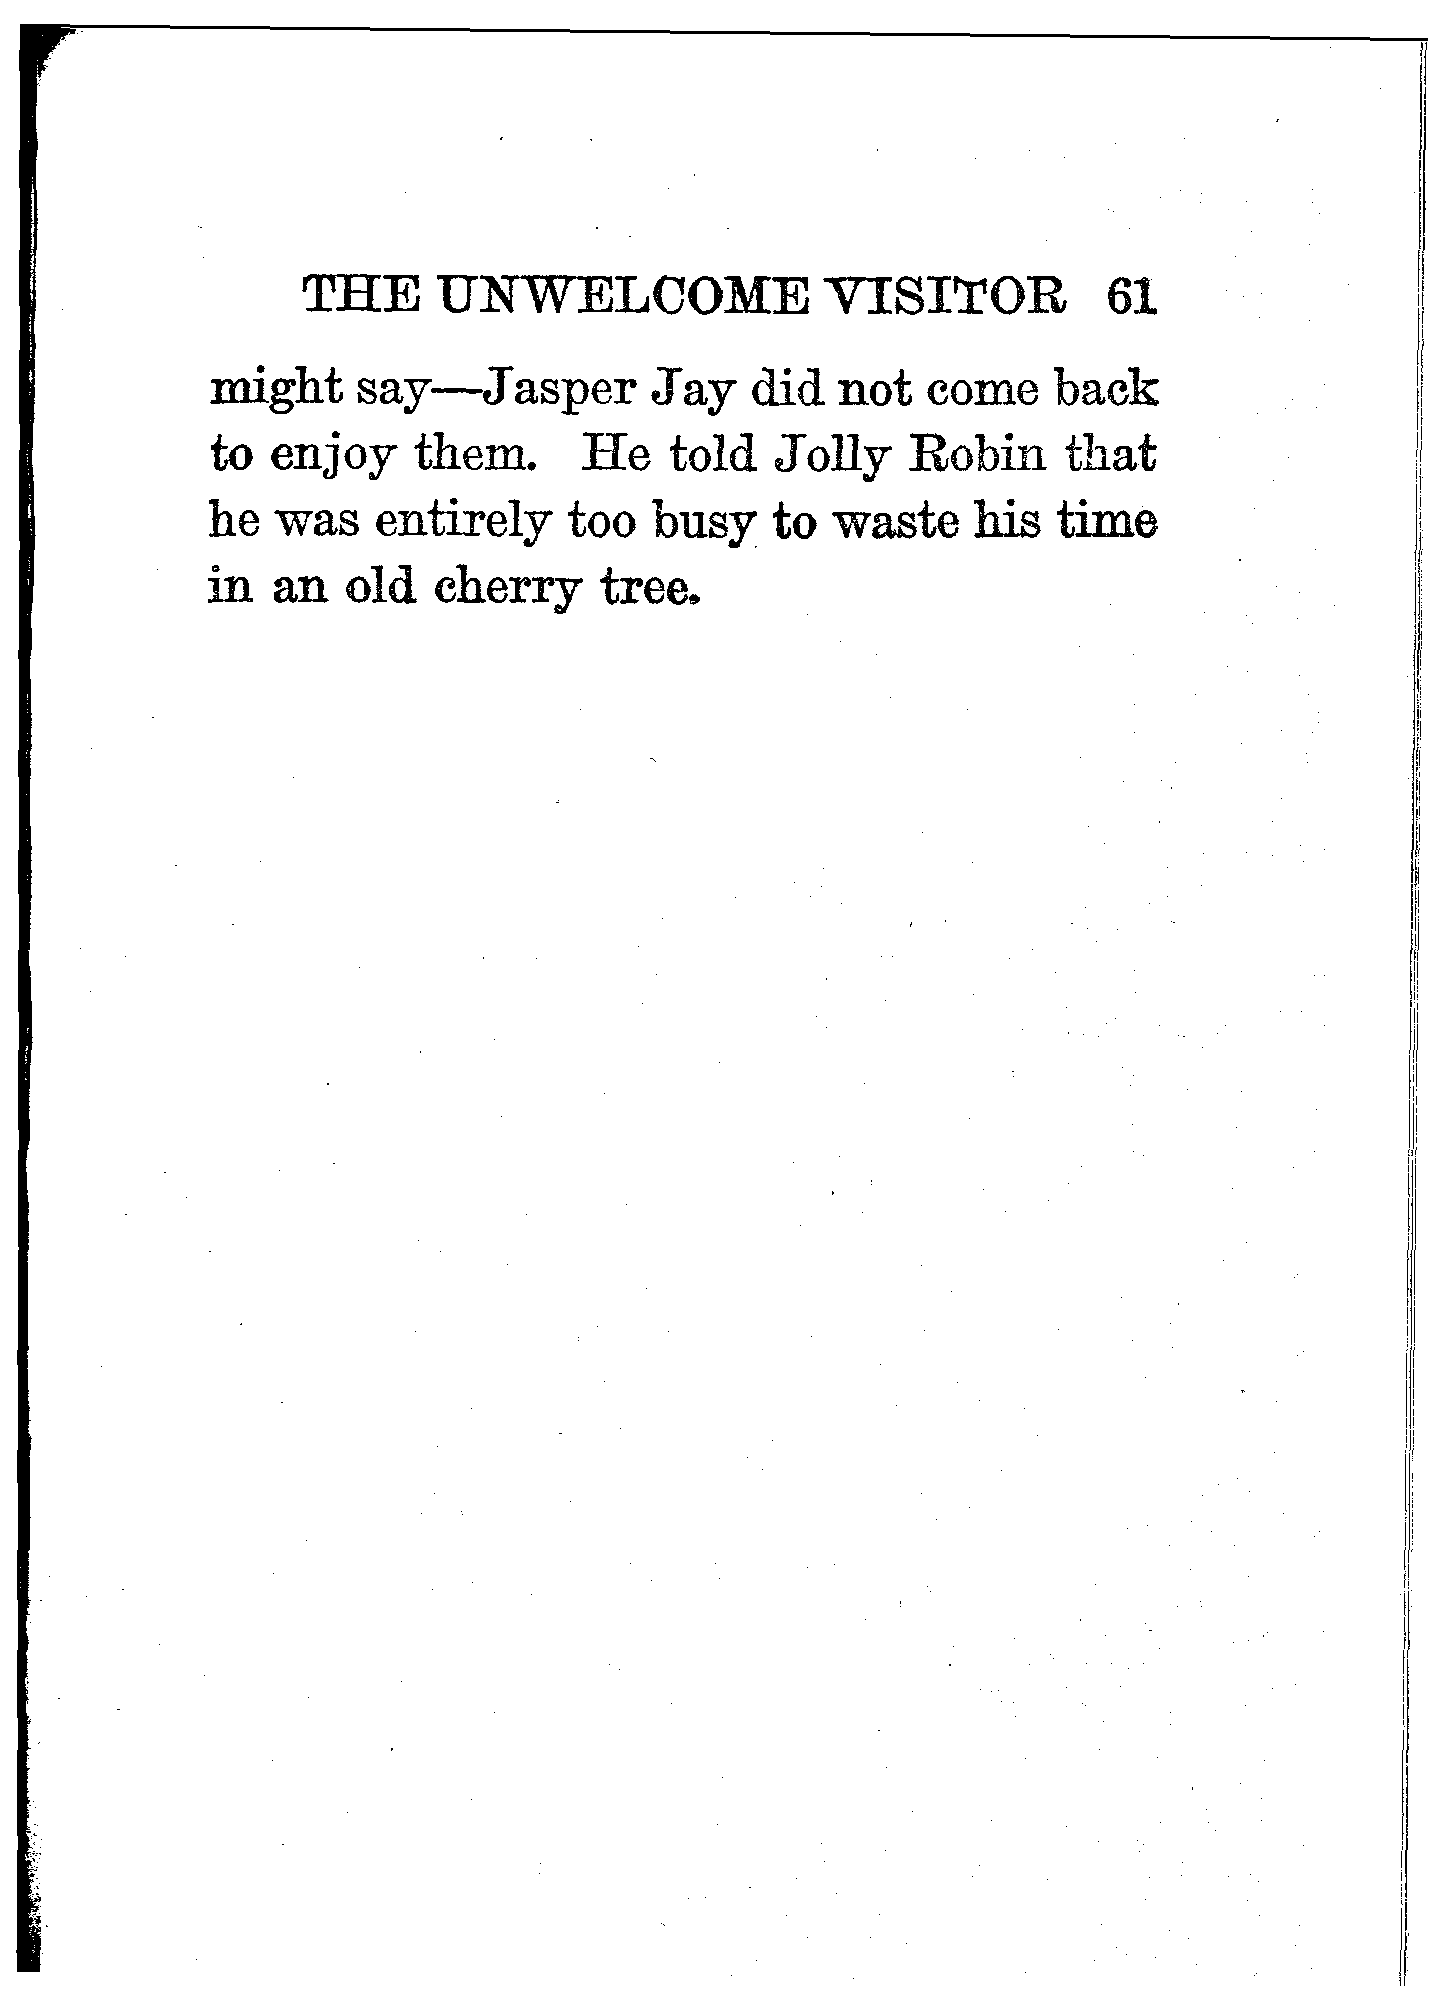 THE UNWELCOME VISITOR 61
might say—Jasper Jay did not come back
to enjoy them. He told Jolly Robin that
he was entirely too busy to waste his time
in an old cherry tree.